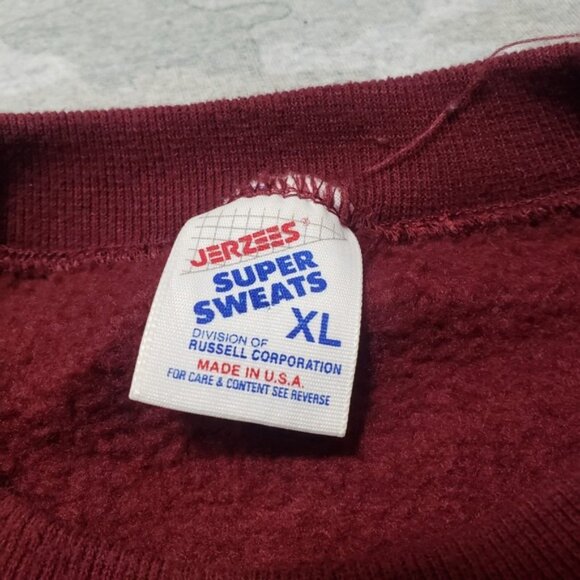 JERZEES®
SUPER
SWEATS
XL
DIVISION OF
RUSSELL CORPORATION
MADE IN U.S.A.
FOR CARE & CONTENT SEE REVERSE